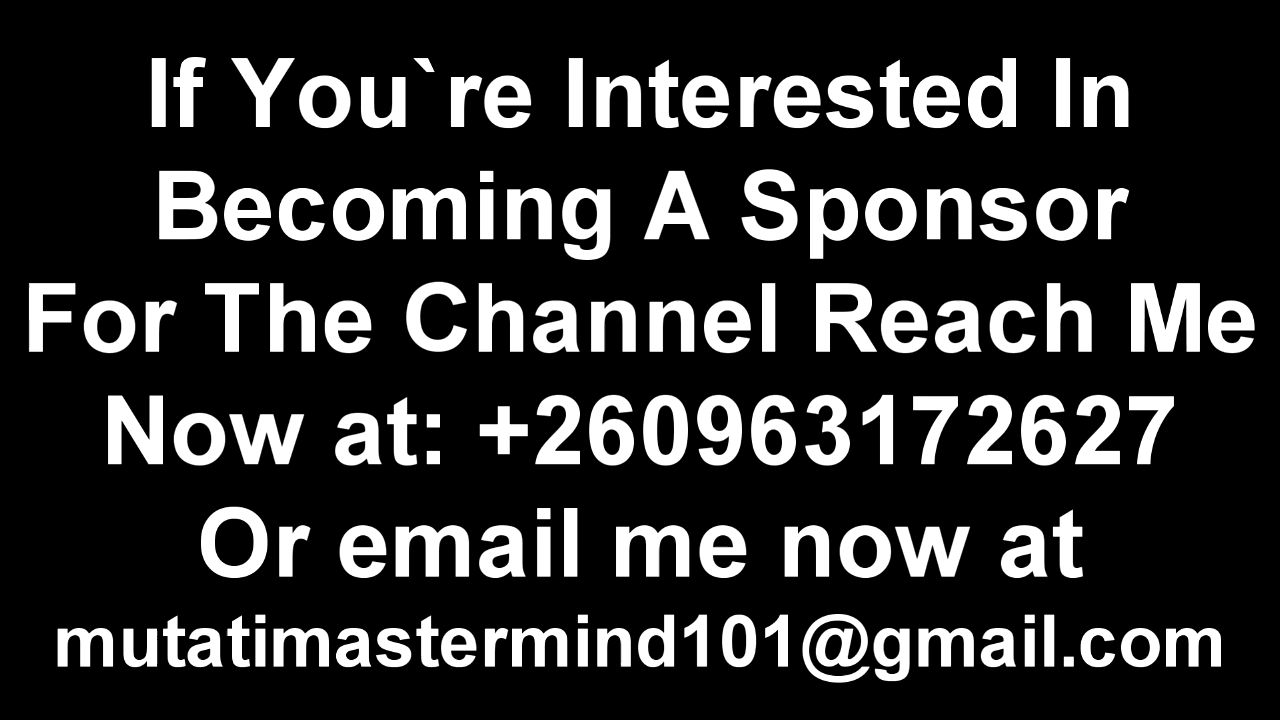 If You`re Interested In
Becoming A Sponsor
For The Channel Reach Me
Now at: +260963172627
Or email me now at
mutatimastermind101@gmail.com